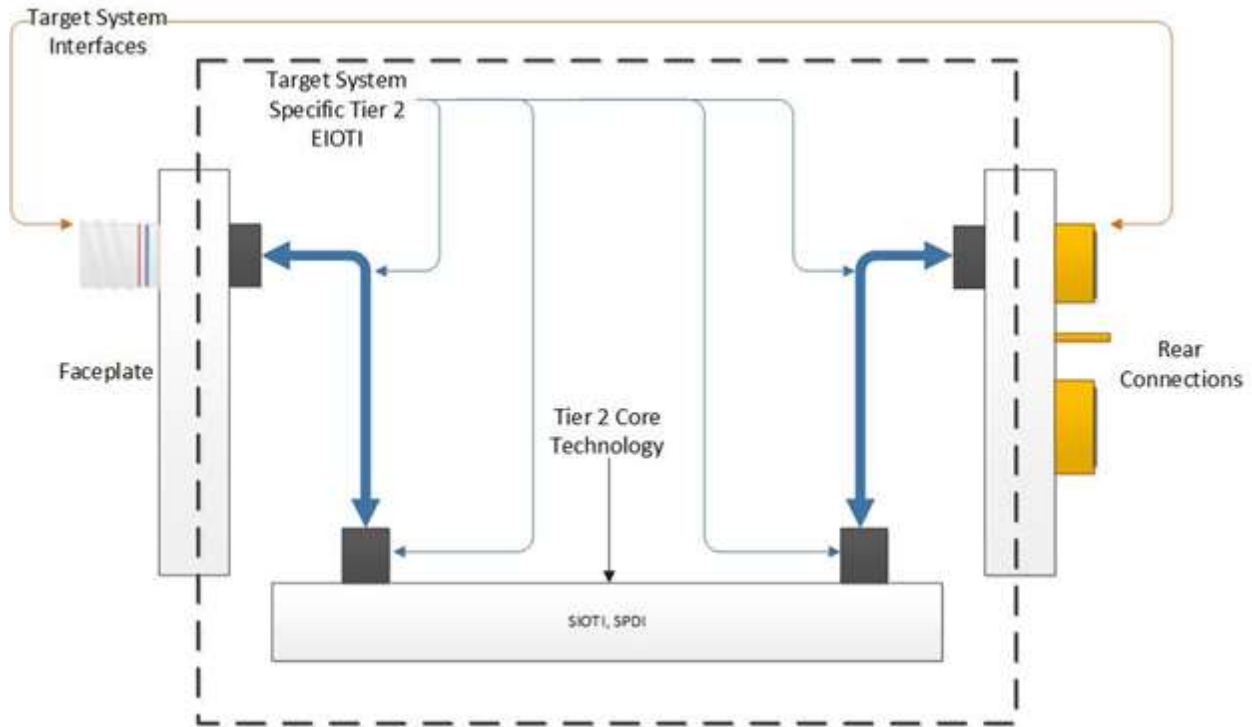 Target System
Interfaces
Target System
Specific Tier 2
EIOTI
Faceplate
Rear
Connections
Tier 2 Core
Technology
SIOTI, SPDI